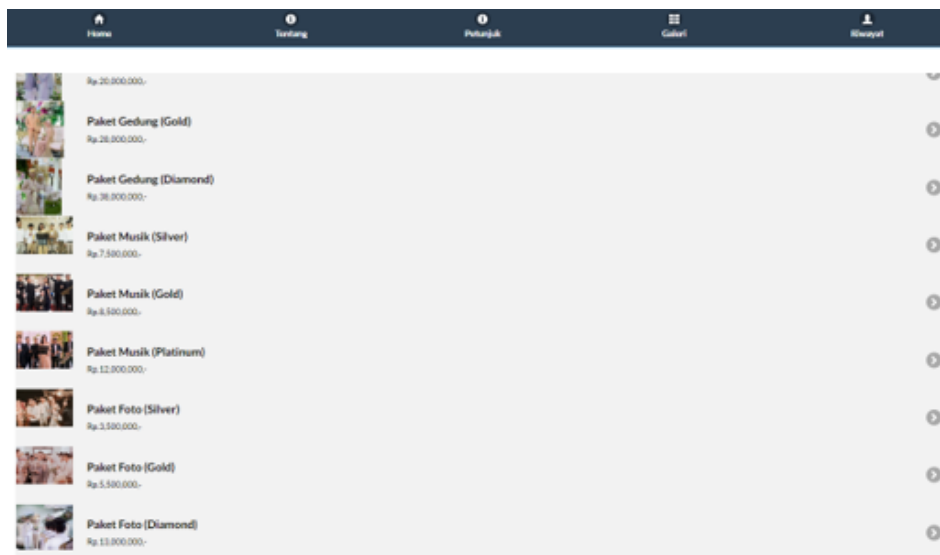 Home
Tentang
Petunjuk
Galeri
Riwayat
Rp.20,000,000,-
Paket Gedung (Gold)
Rp.28,000,000,-
Paket Gedung (Diamond)
Rp.38,000,000,-
Paket Musik (Silver)
Rp.7,500,000,-
Paket Musik (Gold)
Rp.8,500,000,-
Paket Musik (Platinum)
Rp.12,000,000,-
Paket Foto (Silver)
Rp.3,500,000,-
Paket Foto (Gold)
Rp.5,500,000,-
Paket Foto (Diamond)
Rp.13,000,000,-